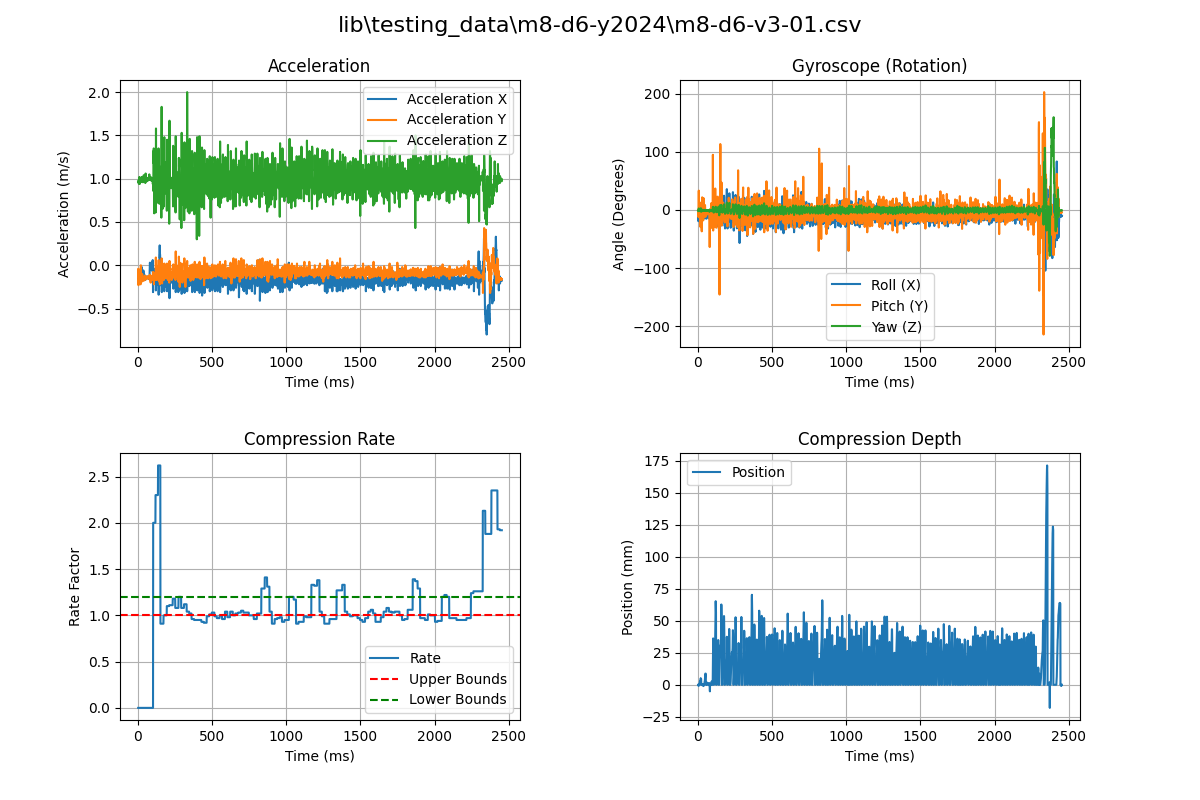 lib\testing_data\m8-d6-y2024\m8-d6-v3-01.csv
Acceleration
Acceleration (m/s)
2.0
1.5
1.0
0.5
0.0
−0.5
Acceleration X
Acceleration Y
Acceleration Z
0 500 1000 1500 2000 2500
Time (ms)
Gyroscope (Rotation)
Angle (Degrees)
200
100
0
−100
−200
Roll (X)
Pitch (Y)
Yaw (Z)
0 500 1000 1500 2000 2500
Time (ms)
Compression Rate
Rate Factor
2.5
2.0
1.5
1.0
0.5
0.0
Rate
Upper Bounds
Lower Bounds
0 500 1000 1500 2000 2500
Time (ms)
Compression Depth
Position (mm)
175
150
125
100
75
50
25
0
−25
Position
0 500 1000 1500 2000 2500
Time (ms)